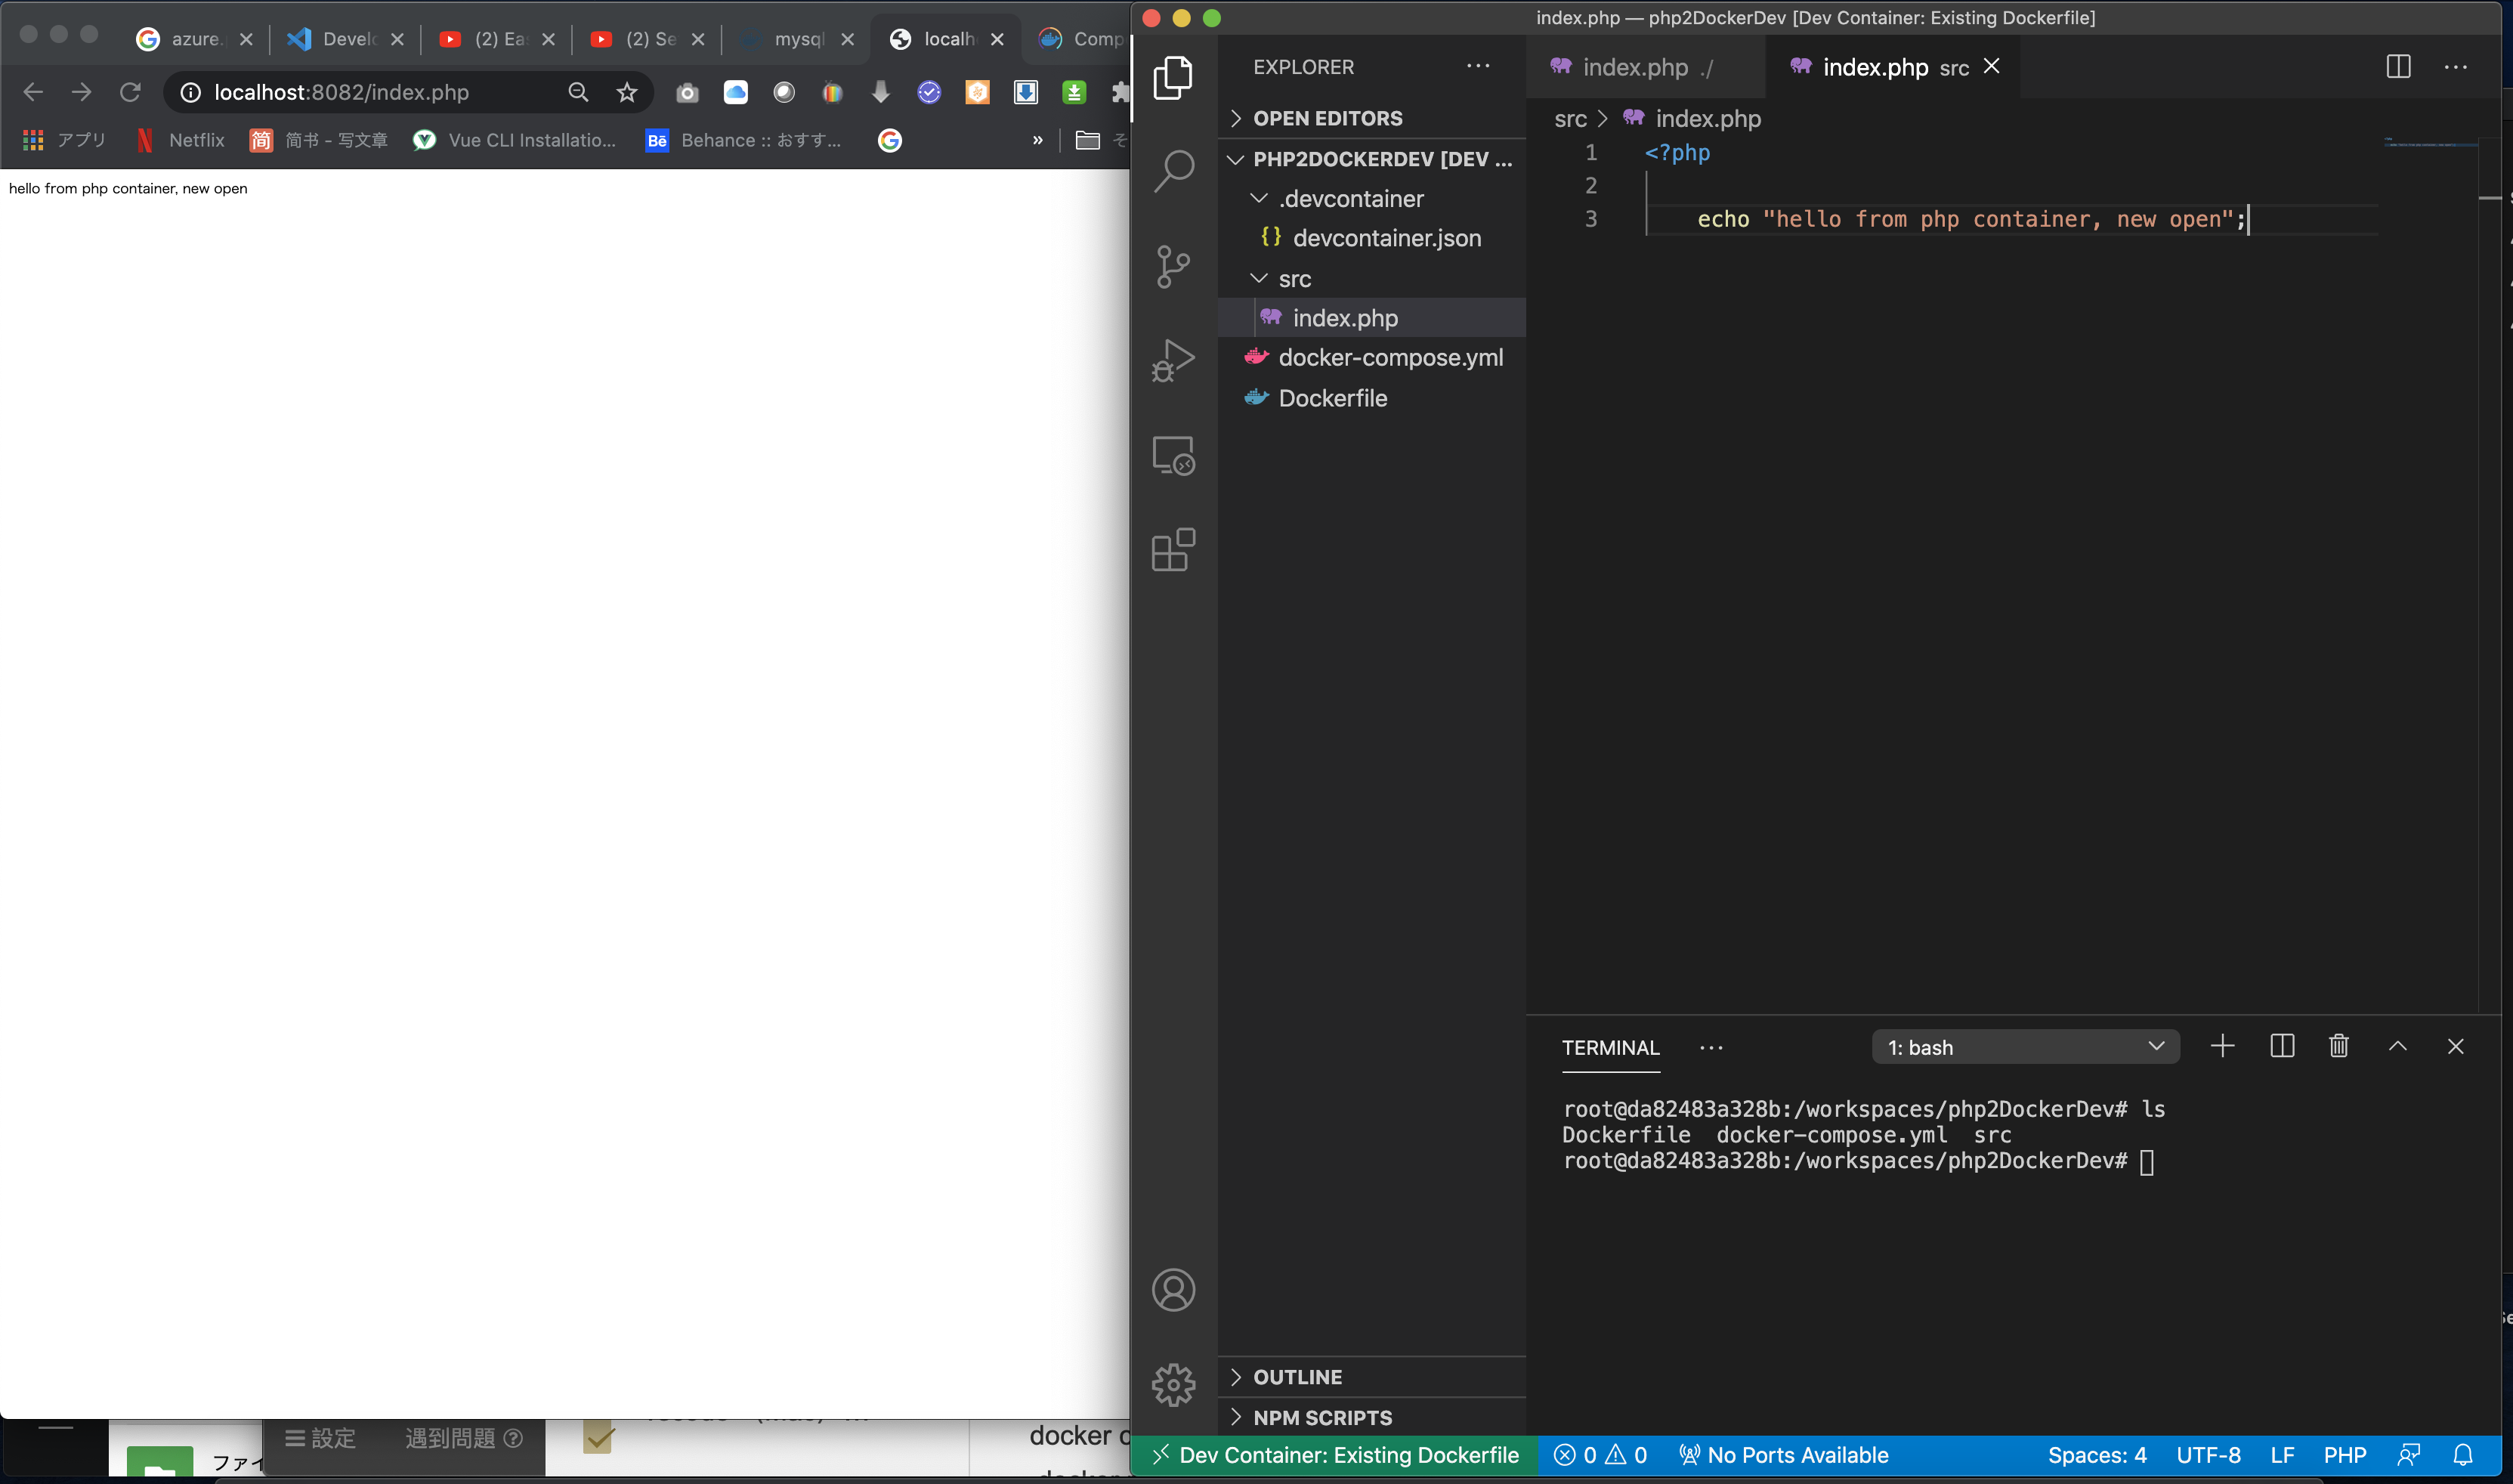 azure.
Develo
(2) Ea
(2) Se
mysql
localh
Comp
localhost:8082/index.php
アプリ
Netflix
简书 - 写文章
Vue CLI Installatio...
Bē Behance :: おすす...
»
そ
hello from php container, new open
index.php — php2DockerDev [Dev Container: Existing Dockerfile]
EXPLORER
OPEN EDITORS
PHP2DOCKERDEV [DEV ...
.devcontainer
{} devcontainer.json
src
index.php
docker-compose.yml
Dockerfile
OUTLINE
NPM SCRIPTS
index.php ./
index.php src
src > index.php
1 <?php
2
3 echo "hello from php container, new open";
TERMINAL
1: bash
root@da82483a328b:/workspaces/php2DockerDev# ls
Dockerfile docker-compose.yml src
root@da82483a328b:/workspaces/php2DockerDev#
Dev Container: Existing Dockerfile
0 0
No Ports Available
Spaces: 4
UTF-8
LF
PHP
ファイ
設定
遇到問題
docker